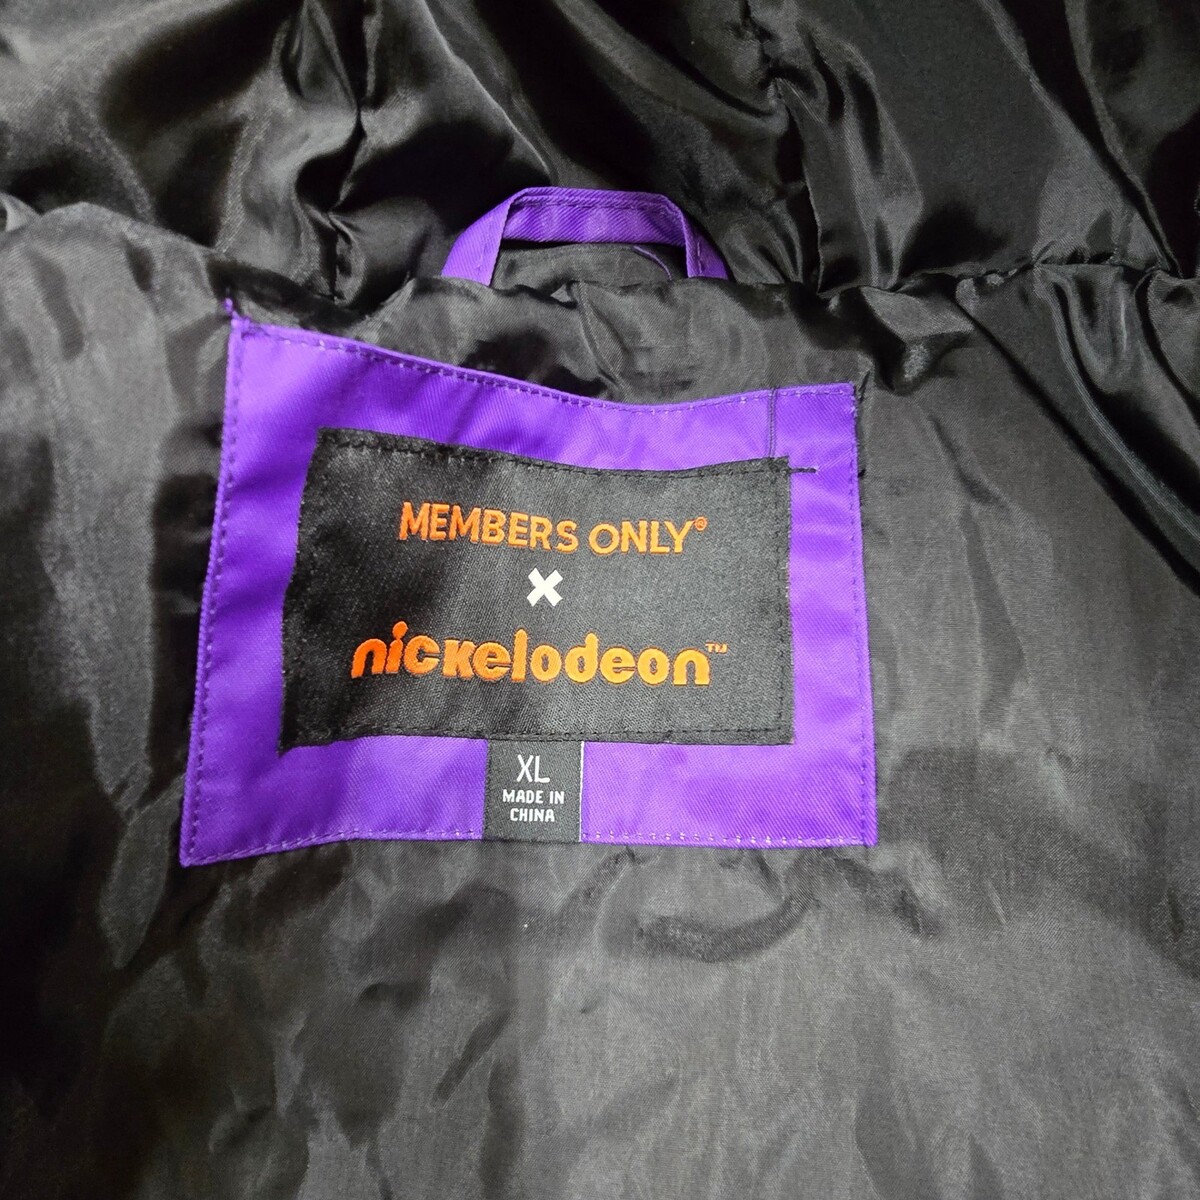 MEMBERS ONLY®
×
nickelodeon™
XL
MADE IN
CHINA